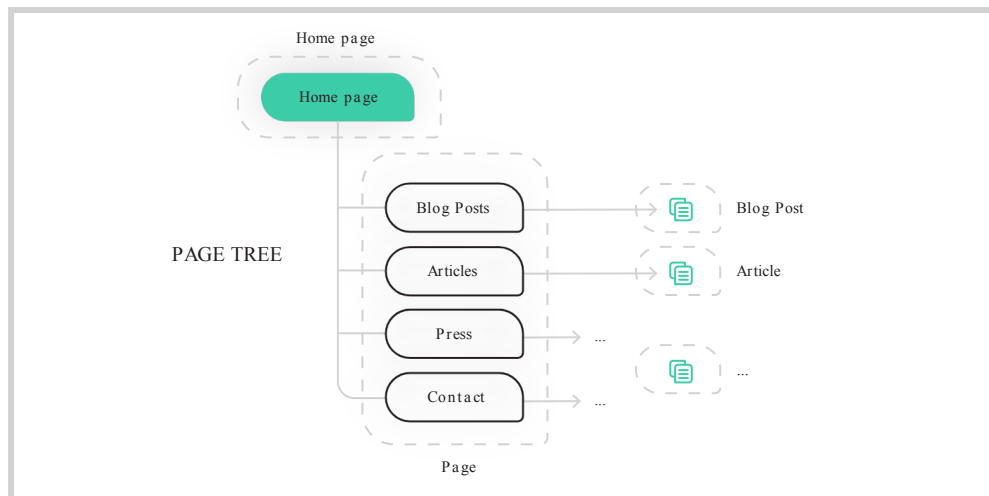 Home page
Home page
Blog Posts
Blog Post
PAGE TREE
Articles
Article
Press
...
...
Contact
...
Page